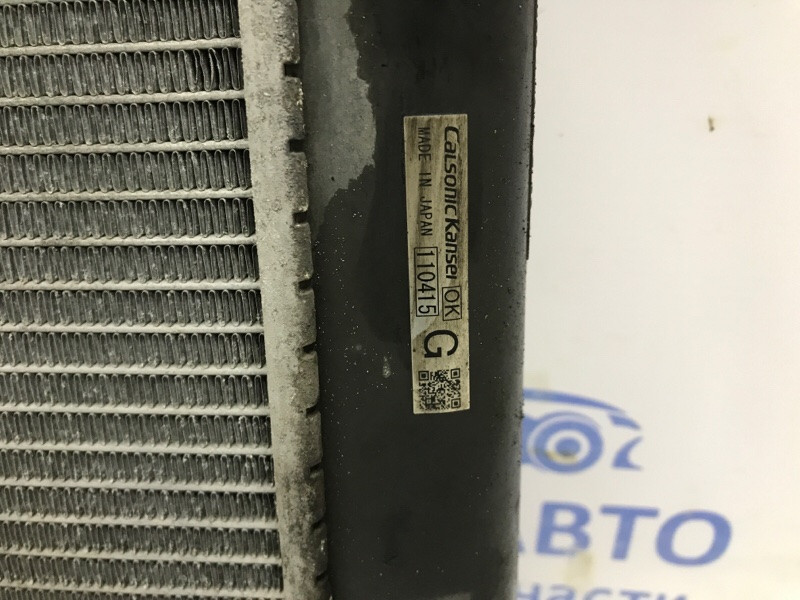 CalsonicKansei OK
MADE IN JAPAN 110415
G
АВТО